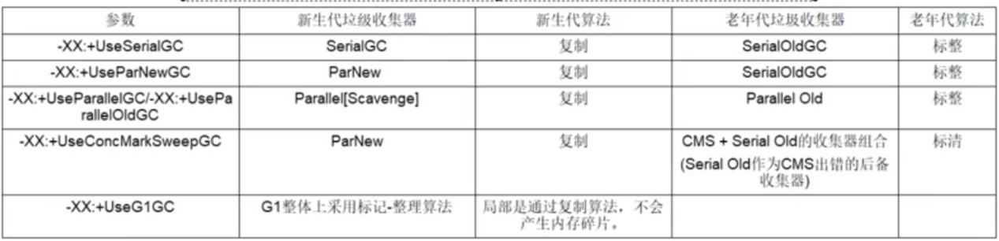 参数 新生代垃级收集器 新生代算法 老年代垃圾收集器 老年代算法
-XX:+UseSerialGC SerialGC 复制 SerialOldGC 标整
-XX:+UseParNewGC ParNew 复制 SerialOldGC 标整
-XX:+UseParallelGC/-XX:+UsePa Parallel[Scavenge] 复制 Parallel Old 标整
rallelOldGC
-XX:+UseConcMarkSweepGC ParNew 复制 CMS + Serial Old的收集器组合 标清
(Serial Old作为CMS出错的后备
收集器)
-XX:+UseG1GC G1整体上采用标记-整理算法 局部是通过复制算法，不会
产生内存碎片。